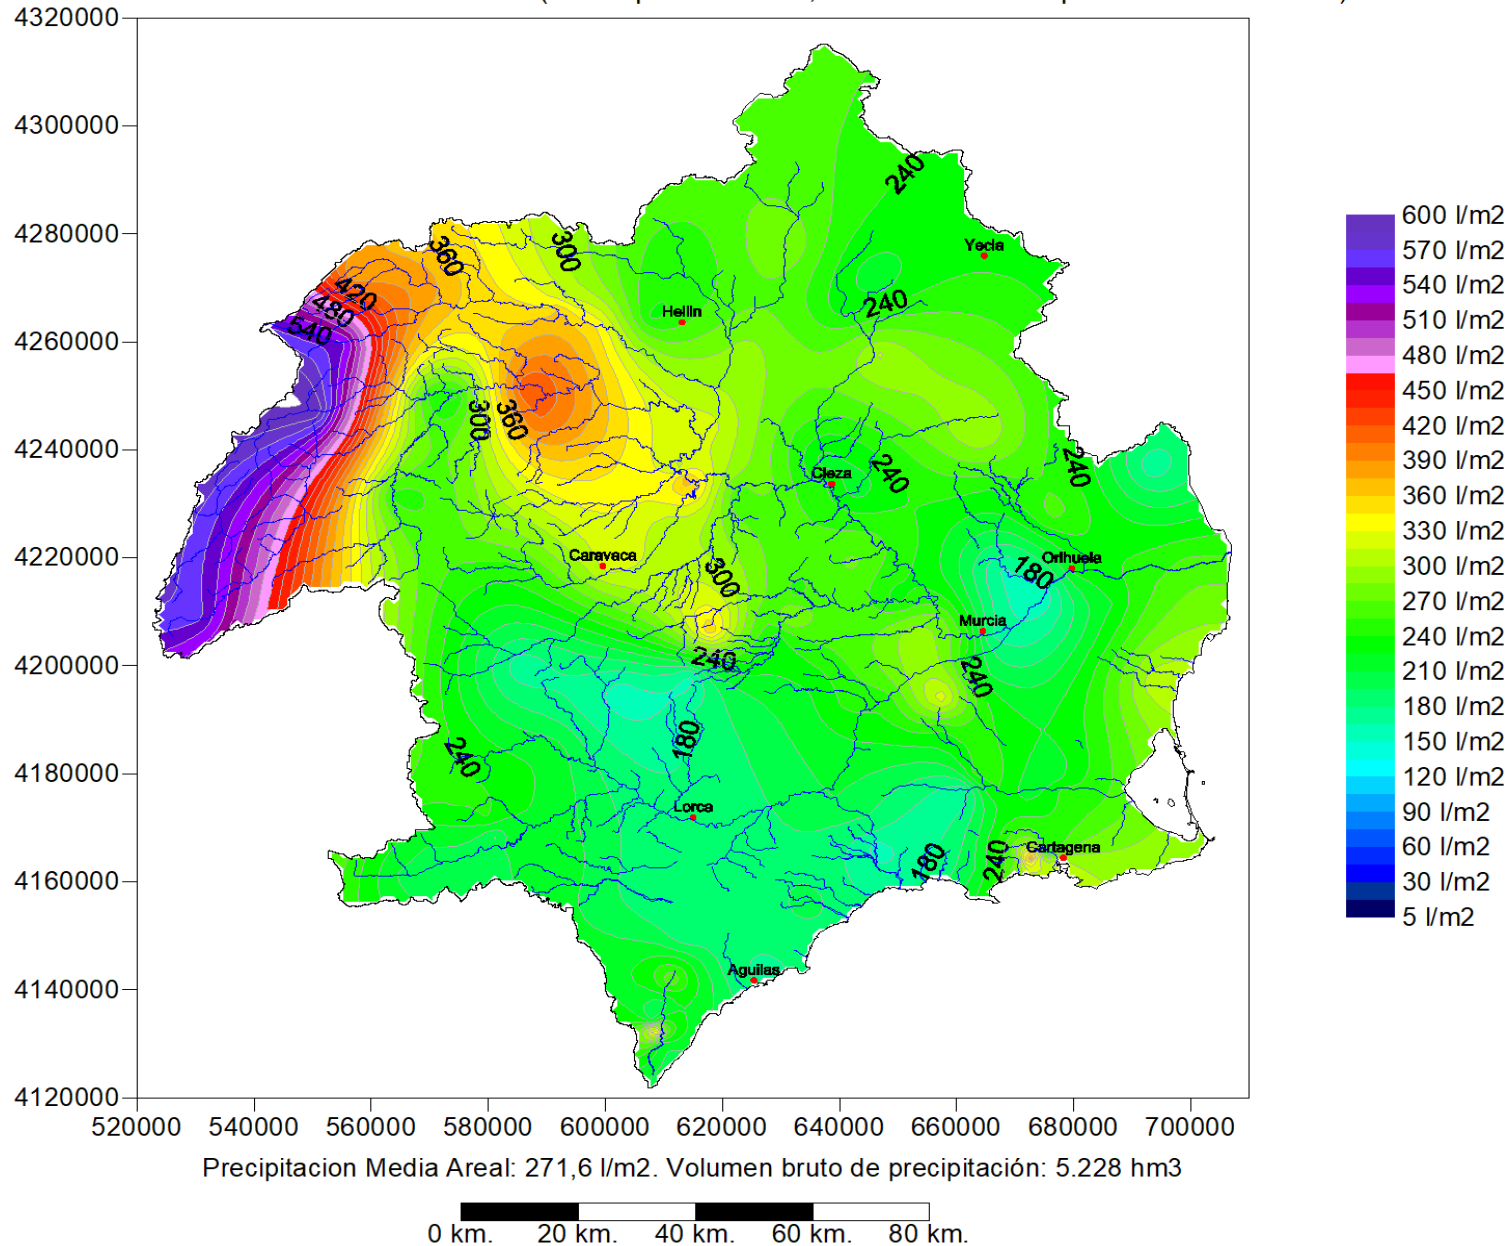 4320000
4300000
4280000
4260000
4240000
4220000
4200000
4180000
4160000
4140000
4120000
520000 540000 560000 580000 600000 620000 640000 660000 680000 700000
240
Yecla
300
360
420
480
540
240
Hellin
300
360
240
Cieza
240
Caravaca
300
Orihuela
180
Murcia
240
240
180
240
Lorca
180
240
Cartagena
Aguilas
600 l/m2
570 l/m2
540 l/m2
510 l/m2
480 l/m2
450 l/m2
420 l/m2
390 l/m2
360 l/m2
330 l/m2
300 l/m2
270 l/m2
240 l/m2
210 l/m2
180 l/m2
150 l/m2
120 l/m2
90 l/m2
60 l/m2
30 l/m2
5 l/m2
Precipitacion Media Areal: 271,6 l/m2. Volumen bruto de precipitación: 5.228 hm3
0 km. 20 km. 40 km. 60 km. 80 km.